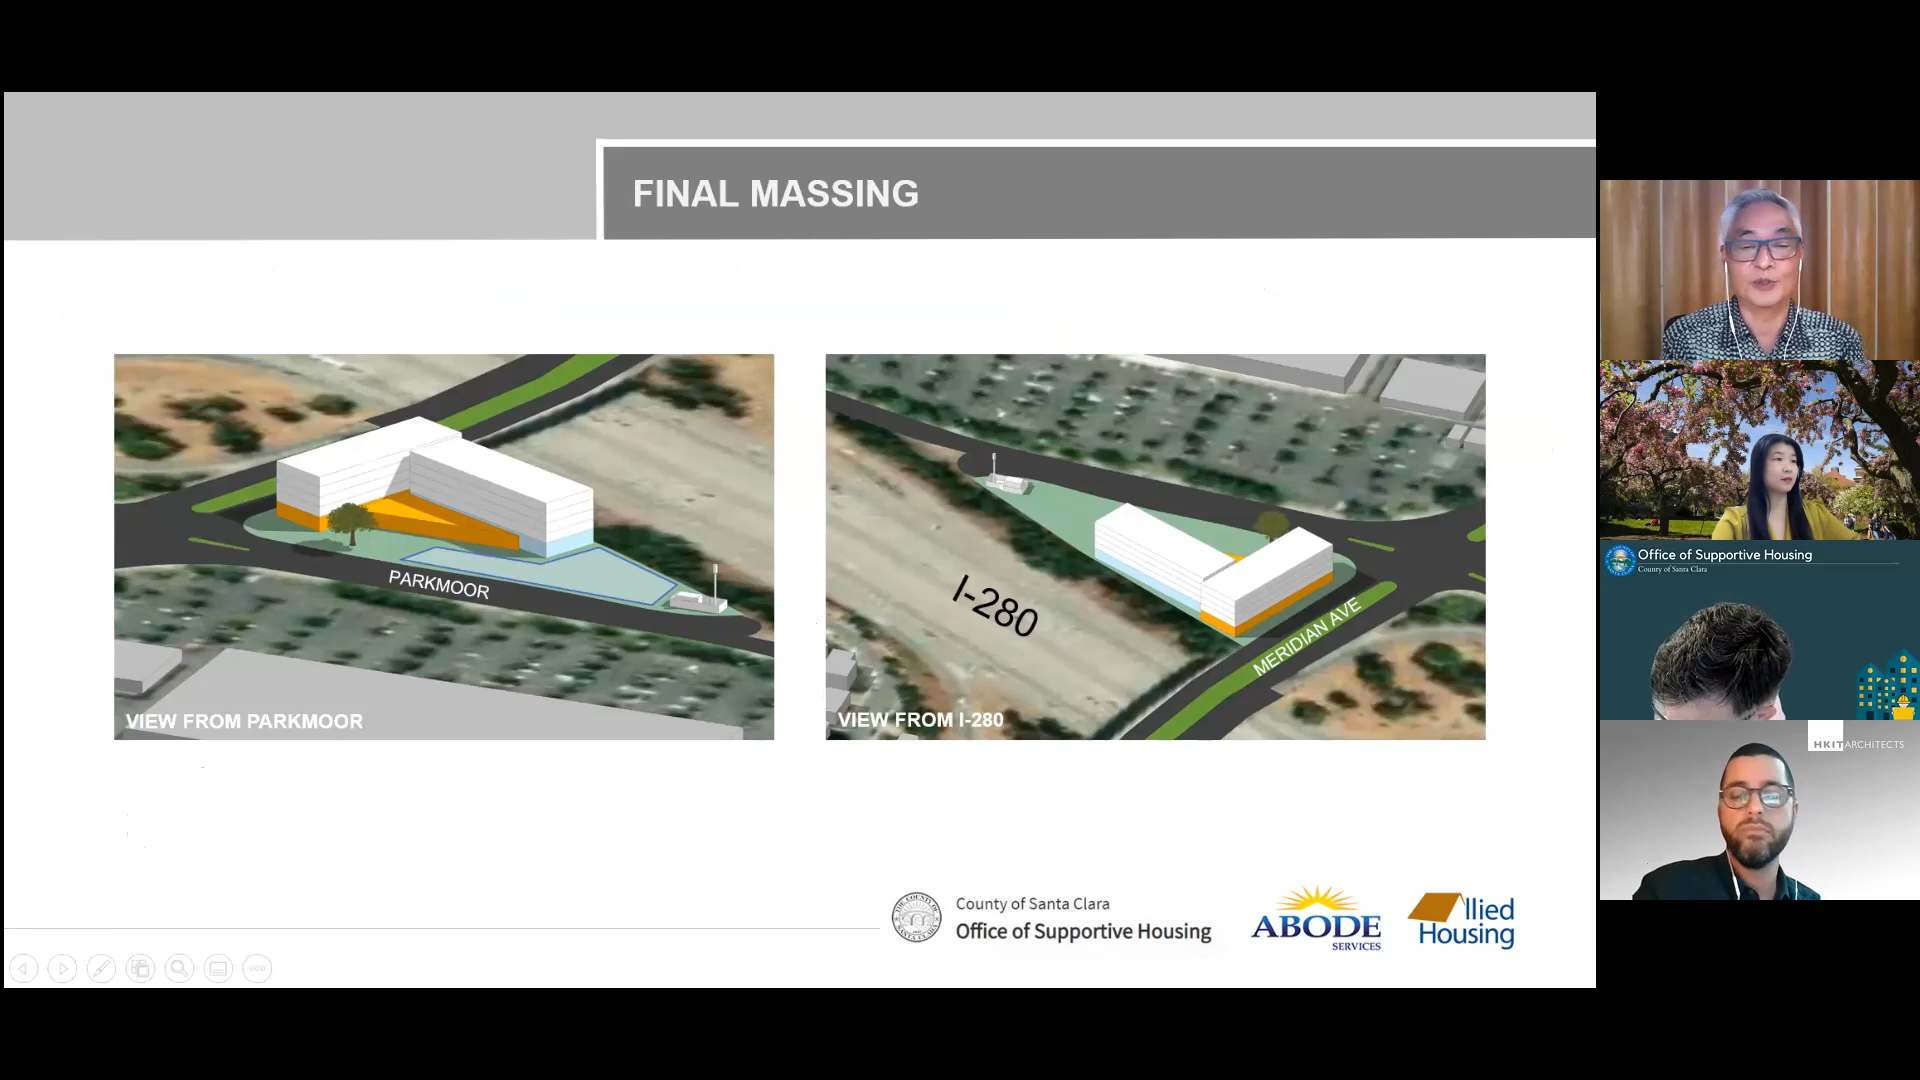 FINAL MASSING
PARKMOOR
VIEW FROM PARKMOOR
I-280
MERIDIAN AVE
VIEW FROM I-280
County of Santa Clara
Office of Supportive Housing
ABODE
SERVICES
llied
Housing
Office of Supportive Housing
County of Santa Clara
HKIT ARCHITECTS